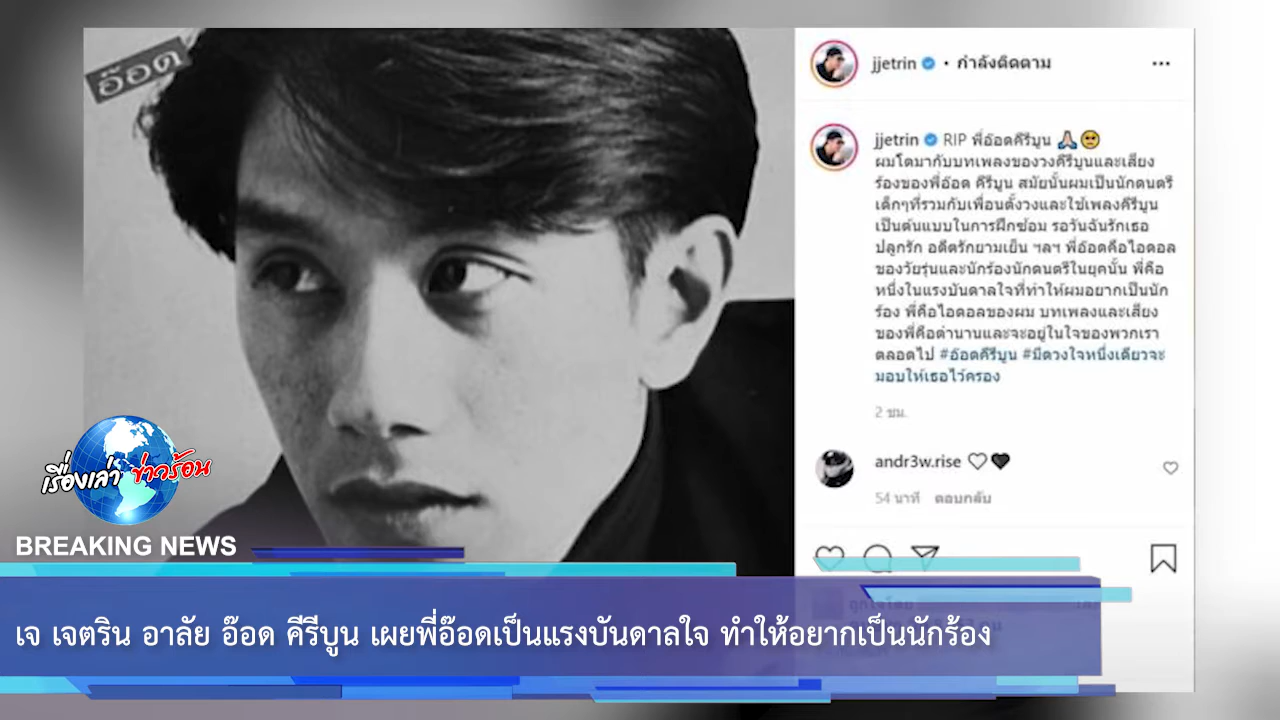 อ๊อด
jjetrin • กำลังติดตาม
jjetrin RIP พี่อ๊อดคีรีบูน
ผมโตมากับบทเพลงของวงคีรีบูนและเสียง
ร้องของพี่อ๊อด คีรีบูน สมัยนั้นผมเป็นนักดนตรี
เด็กๆที่รวมกับเพื่อนตั้งวงและใช้เพลงคีรีบูน
เป็นต้นแบบในการฝึกซ้อม รอวันฉันรักเธอ
ปลูกรัก อดีตรักยามเย็น ฯลฯ พี่อ๊อดคือไอดอล
ของวัยรุ่นและนักร้องนักดนตรีในยุคนั้น พี่คือ
หนึ่งในแรงบันดาลใจที่ทำให้ผมอยากเป็นนัก
ร้อง พี่คือไอดอลของผม บทเพลงและเสียง
ของพี่คือตำนานและจะอยู่ในใจของพวกเรา
ตลอดไป #อ๊อดคีรีบูน #มีดวงใจหนึ่งเดียวจะ
มอบให้เธอไว้ครอง
2 ชม.
andr3w.rise
54 นาที ตอบกลับ
เรื่องเล่า ข่าวร้อน
BREAKING NEWS
ถูกใจโดย
เจ เจตริน อาลัย อ๊อด คีรีบูน เผยพี่อ๊อดเป็นแรงบันดาลใจ ทำให้อยากเป็นนักร้อง